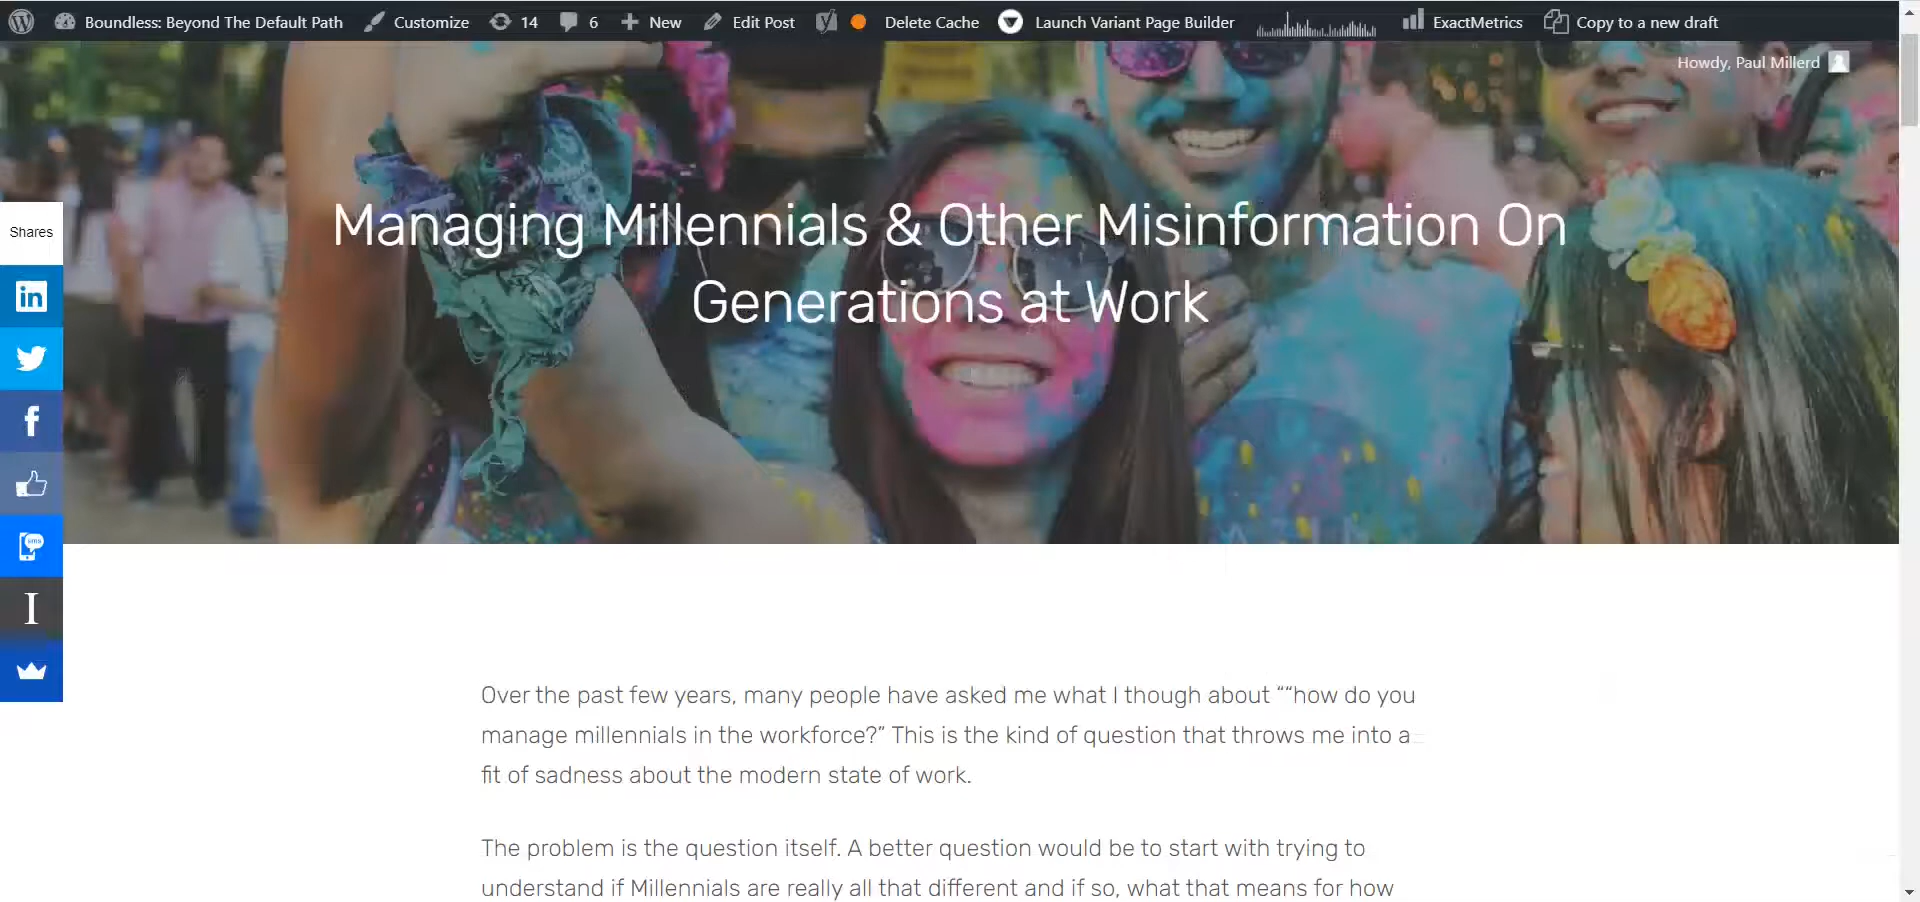 Boundless: Beyond The Default Path Customize 14 6 New Edit Post Delete Cache Launch Variant Page Builder ExactMetrics Copy to a new draft
Howdy, Paul Millerd
Managing Millennials & Other Misinformation On
Generations at Work
Shares
in
f
sms
I
Over the past few years, many people have asked me what I though about ““how do you
manage millennials in the workforce?” This is the kind of question that throws me into a
fit of sadness about the modern state of work.
The problem is the question itself. A better question would be to start with trying to
understand if Millennials are really all that different and if so, what that means for how